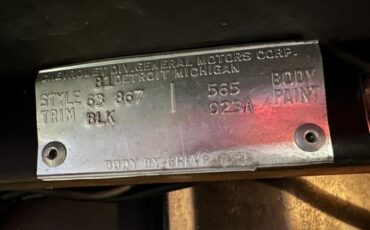 CHEVROLET DIV. GENERAL MOTORS CORP.
B1 DETROIT MICHIGAN
STYLE 63 867 565 BODY
TRIM BLK 923A PAINT
BODY BY CHEVROLET